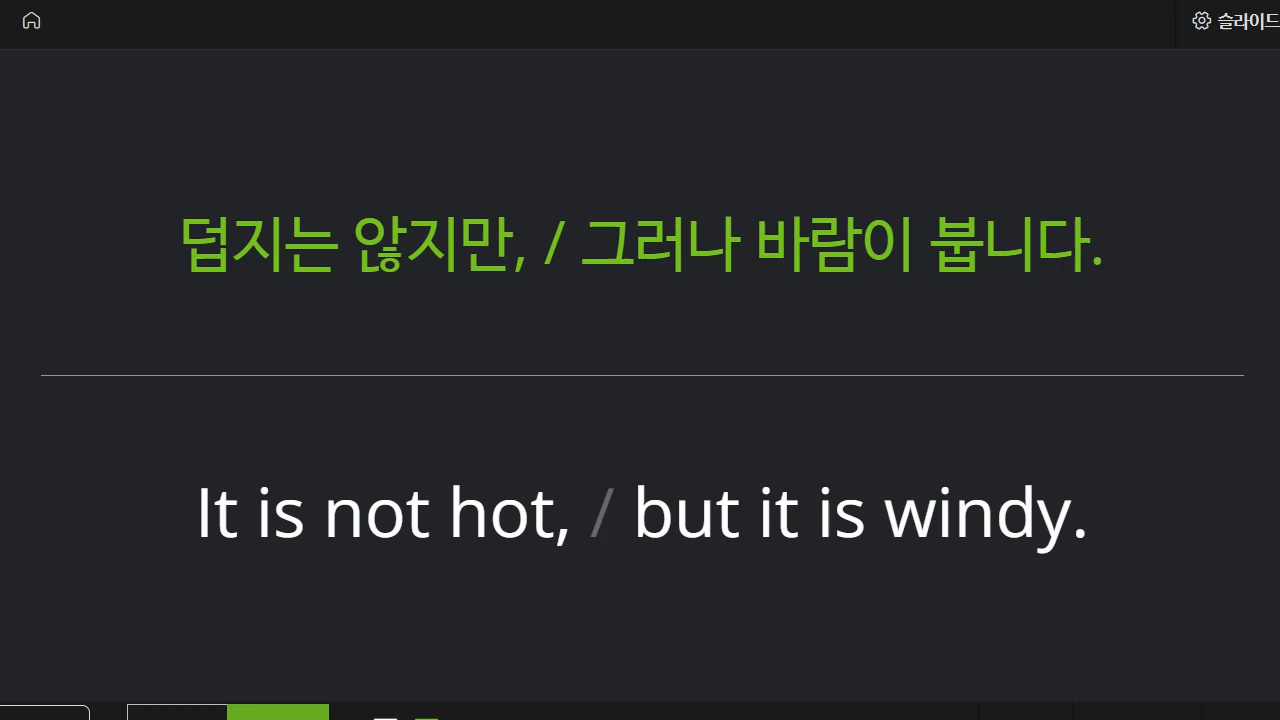 슬라이드
덥지는 않지만, / 그러나 바람이 붑니다.
It is not hot, / but it is windy.